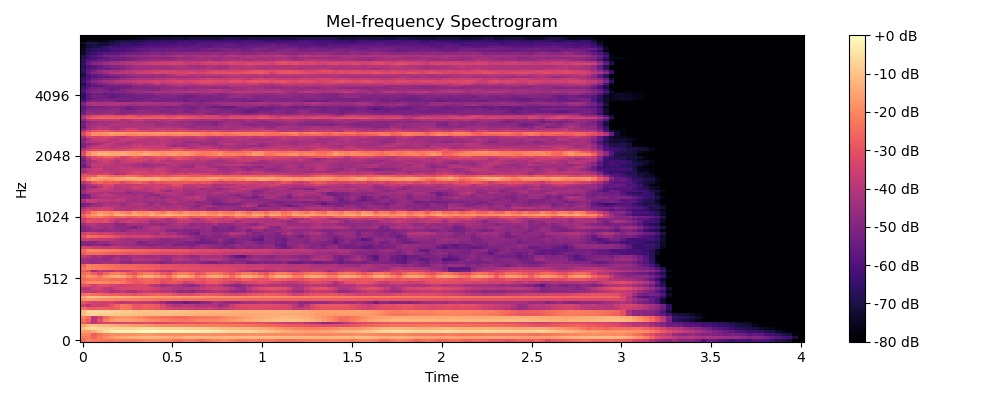 Mel-frequency Spectrogram
Hz
4096
2048
1024
512
0
0 0.5 1 1.5 2 2.5 3 3.5 4
Time
+0 dB
-10 dB
-20 dB
-30 dB
-40 dB
-50 dB
-60 dB
-70 dB
-80 dB